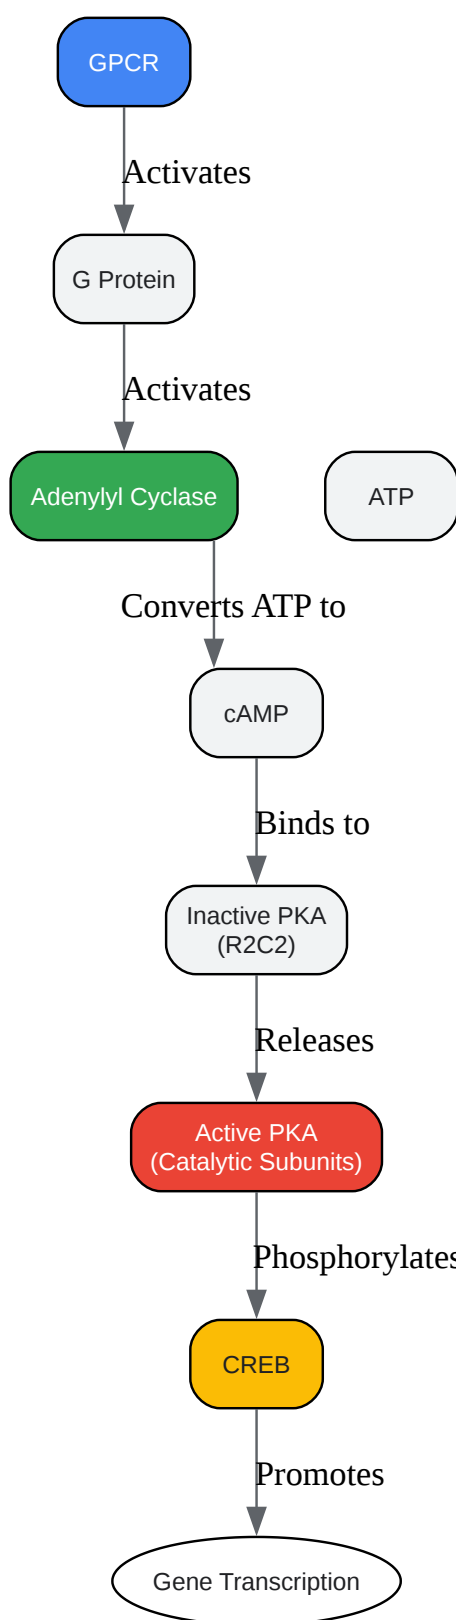 GPCR
Activates
G Protein
Activates
Adenylyl Cyclase
ATP
Converts ATP to
cAMP
Binds to
Inactive PKA
(R2C2)
Releases
Active PKA
(Catalytic Subunits)
Phosphorylates
CREB
Promotes
Gene Transcription